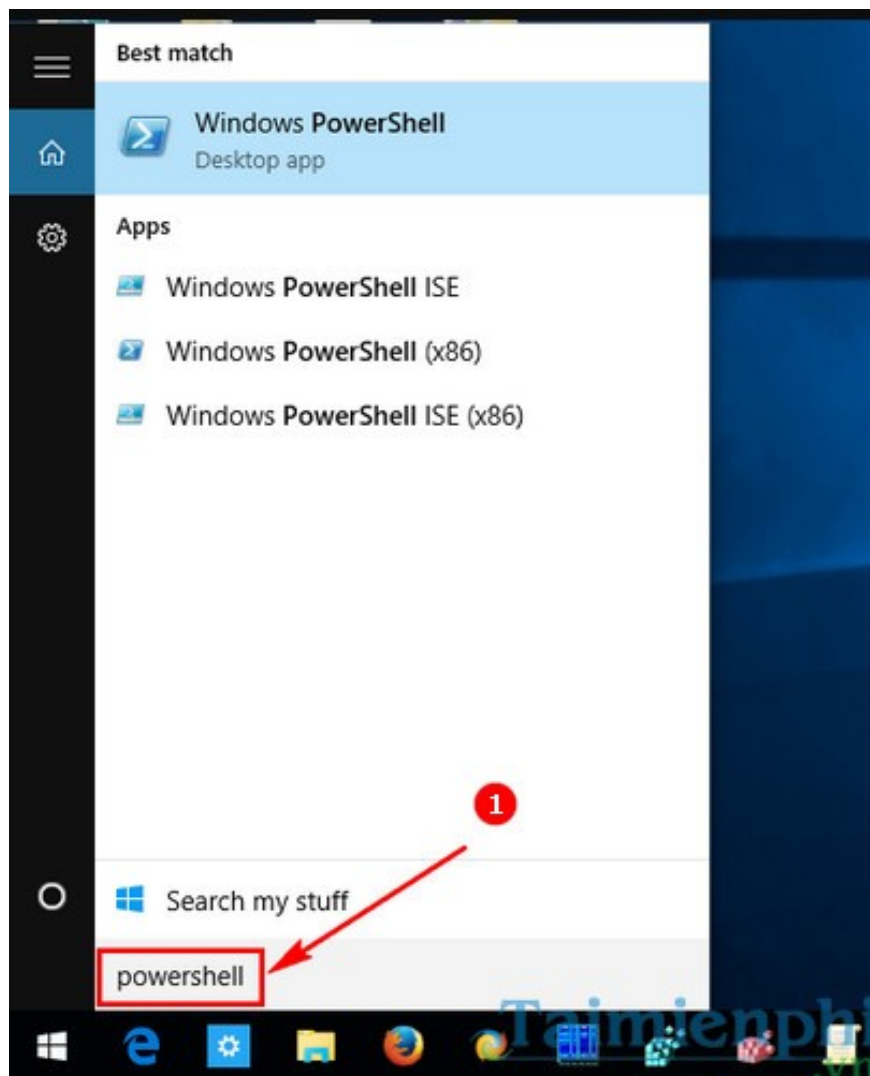 Best match
Windows PowerShell
Desktop app
Apps
Windows PowerShell ISE
Windows PowerShell (x86)
Windows PowerShell ISE (x86)
1
Search my stuff
powershell
Taimienphi
.vn